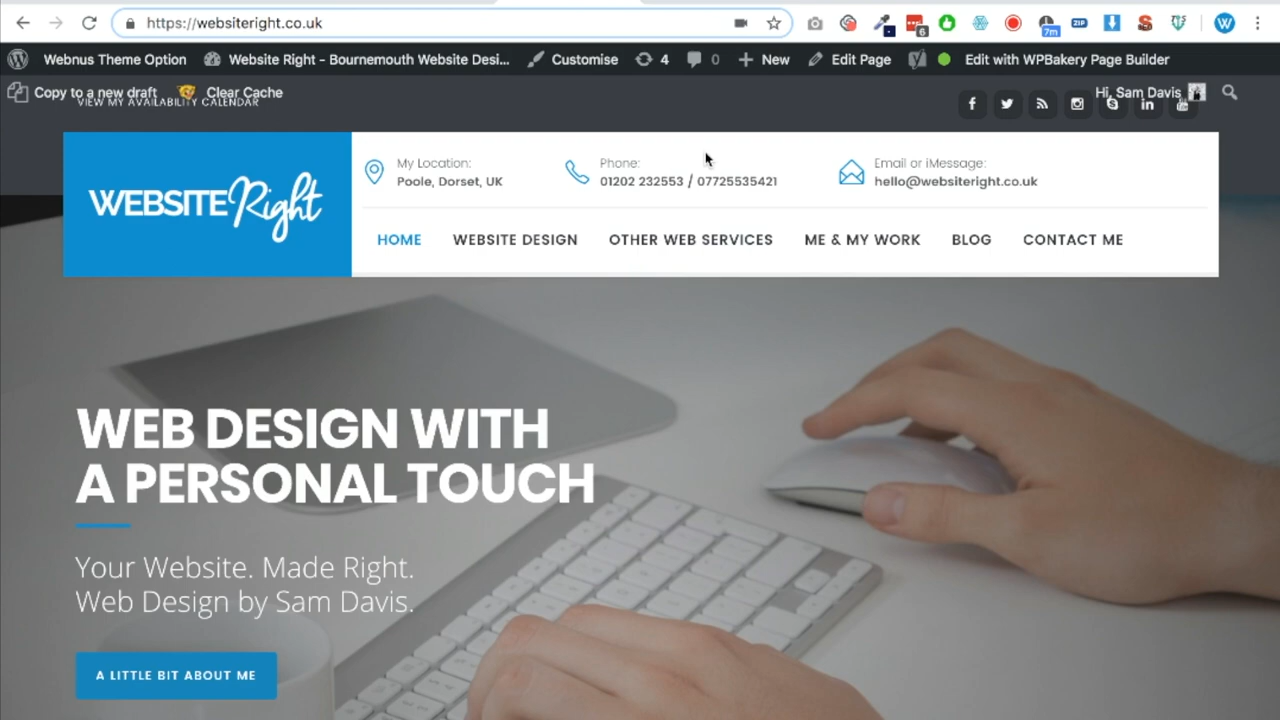 https://websiteright.co.uk
6
7m
ZIP
W
Webnus Theme Option Website Right – Bournemouth Website Desi... Customise 4 0 New Edit Page Edit with WPBakery Page Builder
Copy to a new draft Clear Cache Hi, Sam Davis
VIEW MY AVAILABILITY CALENDAR
WEBSITE Right
My Location:
Poole, Dorset, UK
Phone:
01202 232553 / 07725535421
Email or iMessage:
hello@websiteright.co.uk
HOME WEBSITE DESIGN OTHER WEB SERVICES ME & MY WORK BLOG CONTACT ME
WEB DESIGN WITH
A PERSONAL TOUCH
Your Website. Made Right.
Web Design by Sam Davis.
A LITTLE BIT ABOUT ME